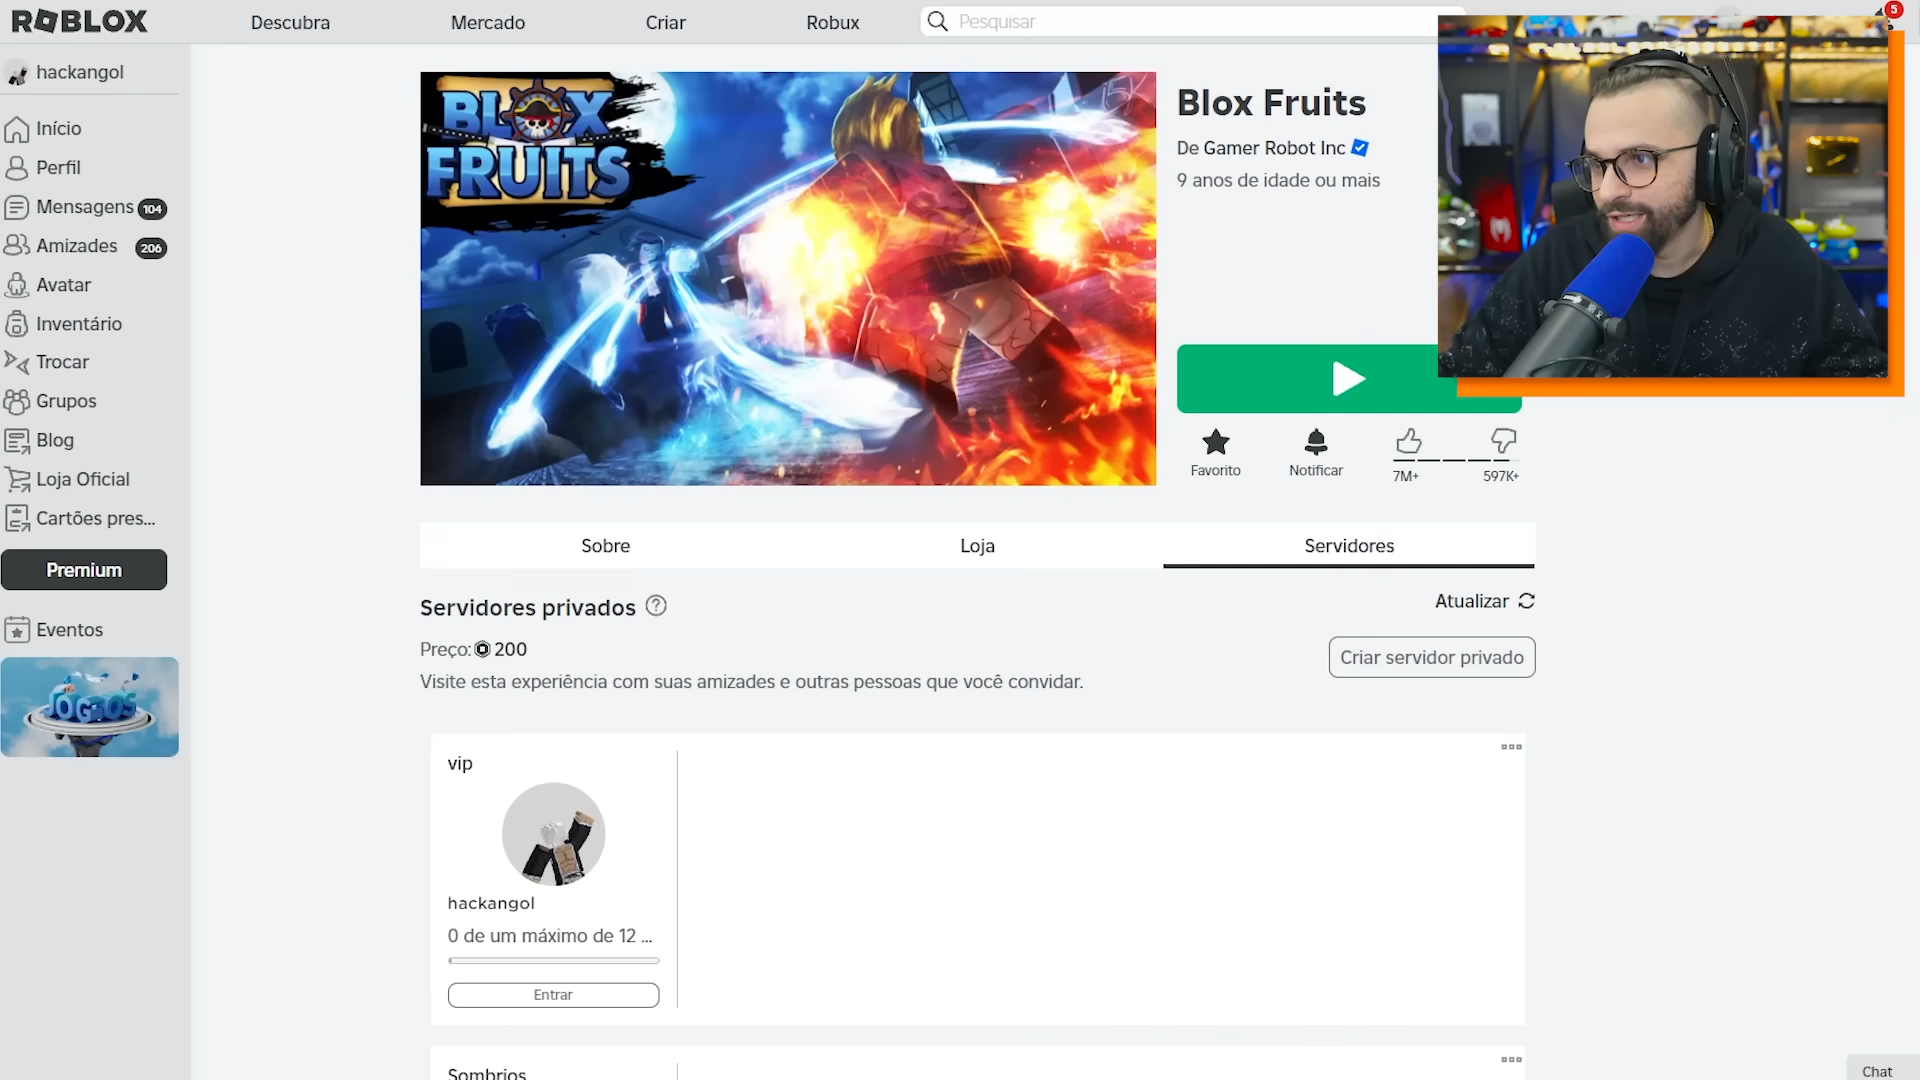 ROBLOX
Descubra
Mercado
Criar
Robux
Pesquisar
5
hackangol
Início
Perfil
Mensagens 104
Amizades 206
Avatar
Inventário
Trocar
Grupos
Blog
Loja Oficial
Cartões pres...
Premium
Eventos
JOGOS
BLOX
FRUITS
Blox Fruits
De Gamer Robot Inc
9 anos de idade ou mais
Favorito
Notificar
7M+
597K+
Sobre
Loja
Servidores
Servidores privados ?
Atualizar
Preço: 200
Criar servidor privado
Visite esta experiência com suas amizades e outras pessoas que você convidar.
vip
hackangol
0 de um máximo de 12 ...
Entrar
Sombrios
Chat